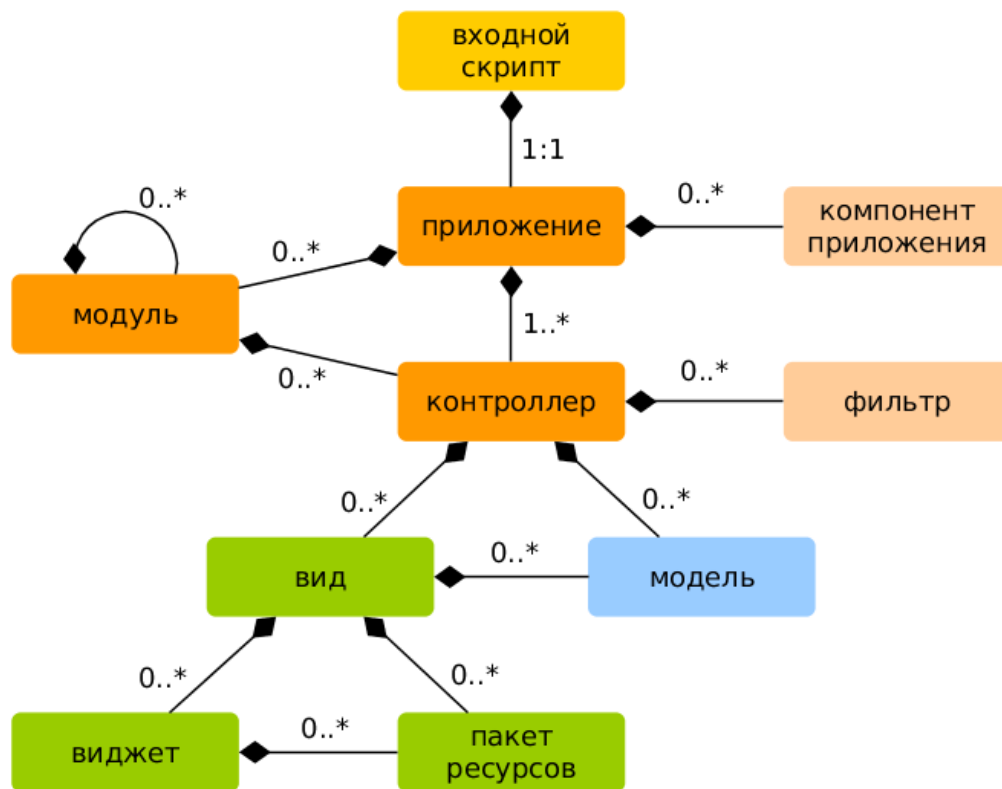 входной
скрипт
1:1
0..*
приложение
0..*
компонент
приложения
0..*
модуль
1..*
0..*
контроллер
0..*
фильтр
0..*
0..*
вид
0..*
модель
0..*
0..*
виджет
0..*
пакет
ресурсов